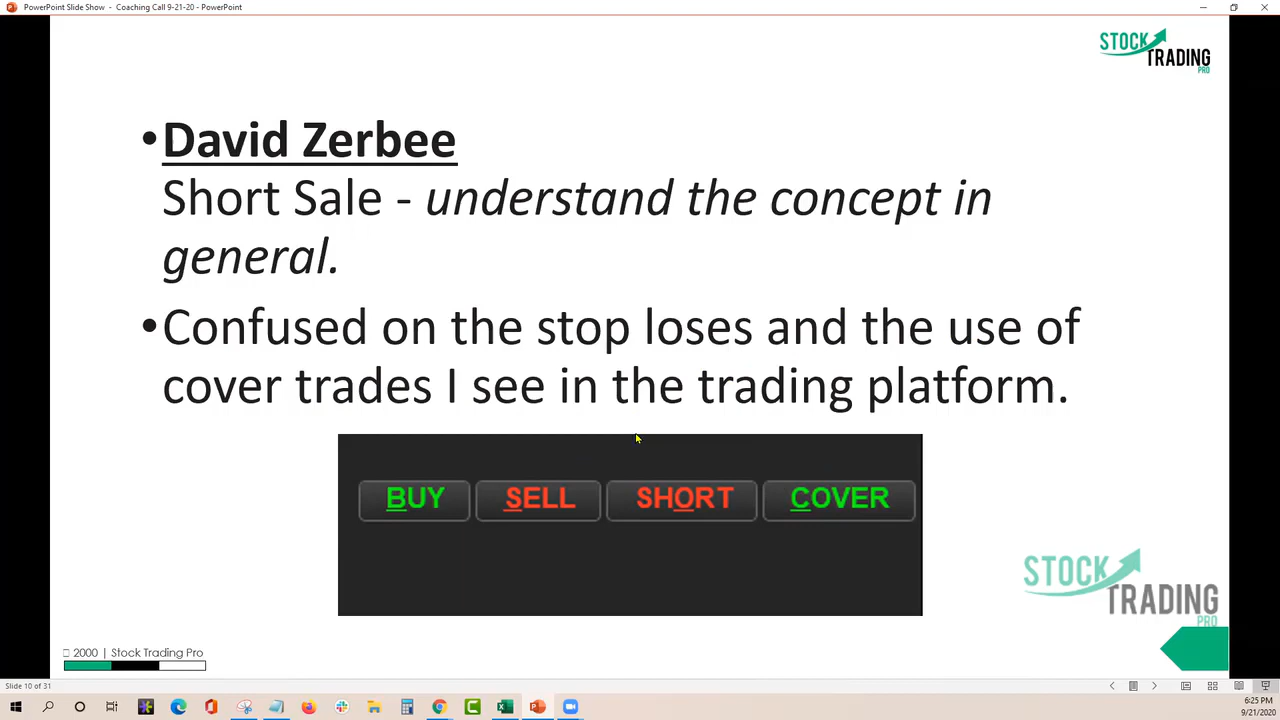 PowerPoint Slide Show - Coaching Call 9-21-20 - PowerPoint
STOCK
TRADING
PRO
•David Zerbee
Short Sale - understand the concept in
general.
•Confused on the stop loses and the use of
cover trades I see in the trading platform.
BUY SELL SHORT COVER
STOCK
TRADING
PRO
2000 | Stock Trading Pro
Slide 10 of 31
6:25 PM
9/21/2020